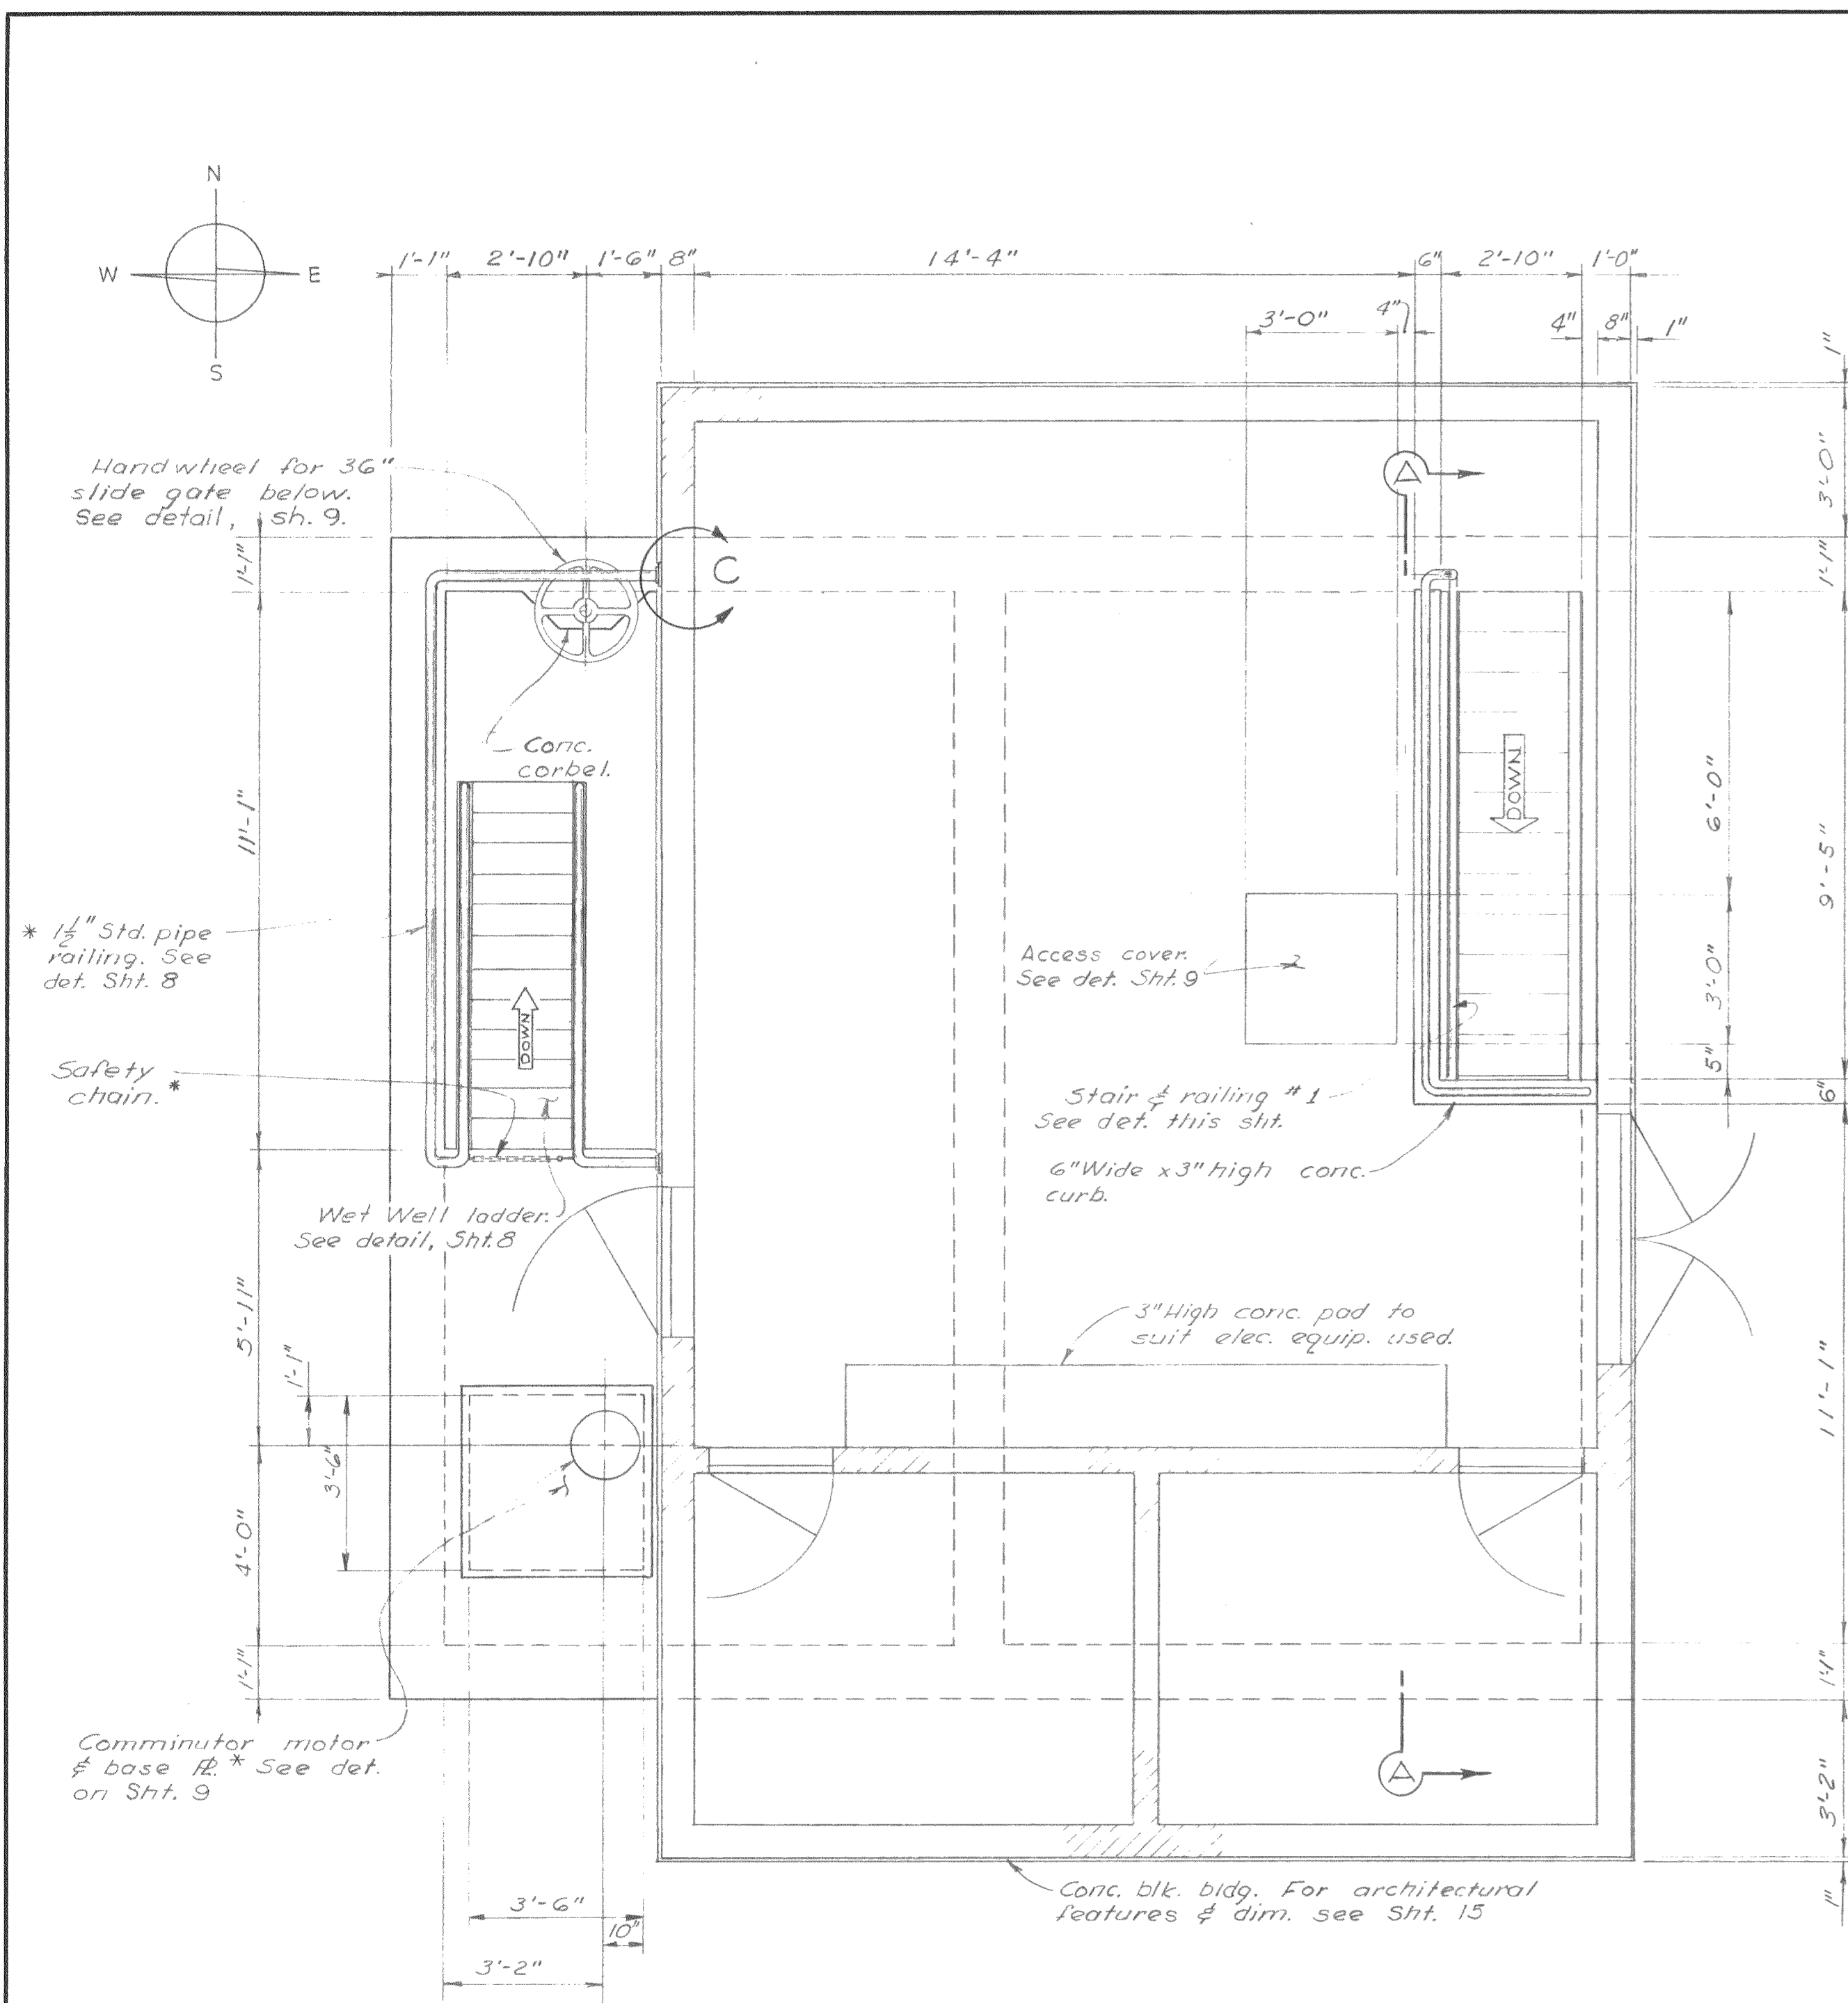 N
W E
S
1'-1" 2'-10" 1'-6" 8" 14'-4" 6" 2'-10" 1'-0"
3'-0" 4" 4" 8" 1"
1"
3'-0"
1'-1"
9'-5"
6"
11'-1"
1'-1"
3'-2"
1"
6'-0"
3'-0"
5"
Handwheel for 36"
slide gate below.
See detail, sh. 9.
1'-1"
11'-1"
5'-11"
1'-1"
3'-6"
4'-0"
1'-1"
A
C
Conc.
corbel.
DOWN
DOWN
* 1½" Std. pipe
railing. See
det. Sht. 8
Safety
chain. *
Access cover.
See det. Sht. 9
Stair & railing #1
See det. this sht.
6" Wide x 3" high conc.
curb.
Wet Well ladder.
See detail, Sht. 8
3" High conc. pad to
suit elec. equip. used.
Comminutor motor
& base PL. * See det.
on Sht. 9
A
Conc. blk. bldg. For architectural
features & dim. see Sht. 15
3'-6"
10"
3'-2"